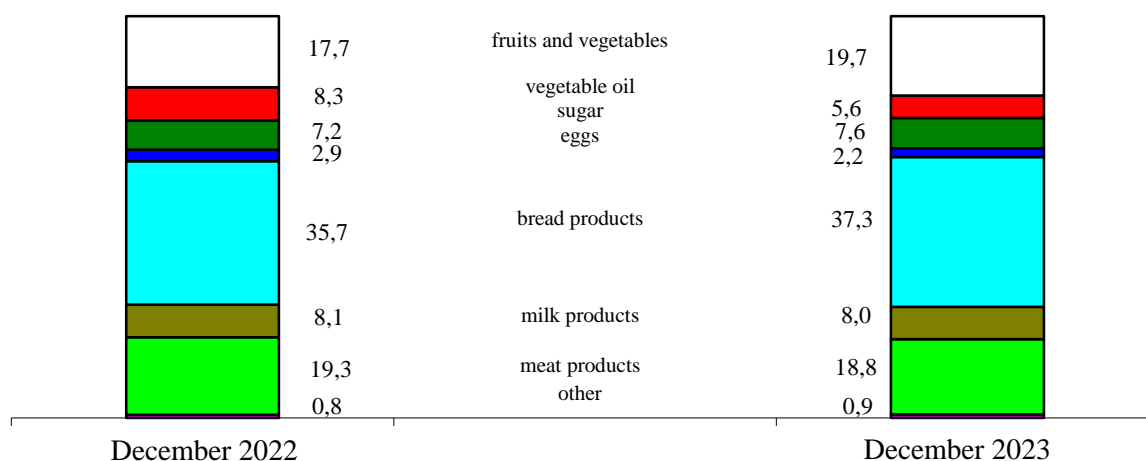 17,7
fruits and vegetables
19,7
8,3
vegetable oil
5,6
sugar
7,2
eggs
7,6
2,9
2,2
35,7
bread products
37,3
8,1
milk products
8,0
19,3
meat products
18,8
other
0,8
0,9
December 2022
December 2023